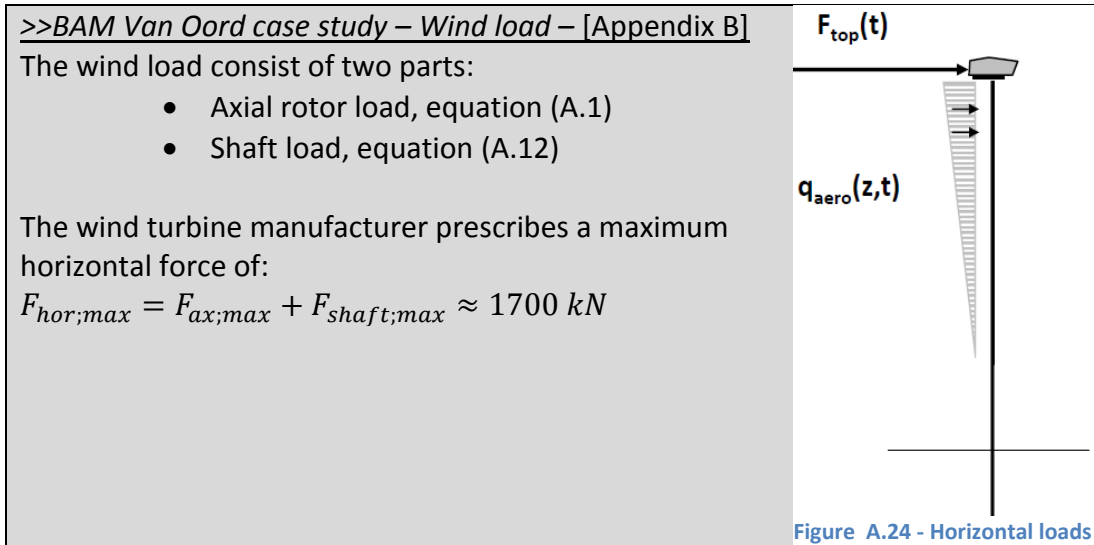 >>BAM Van Oord case study – Wind load – [Appendix B]
The wind load consist of two parts:
• Axial rotor load, equation (A.1)
• Shaft load, equation (A.12)
The wind turbine manufacturer prescribes a maximum
horizontal force of:
F_hor;max = F_ax;max + F_shaft;max ≈ 1700 kN
F_top(t)
q_aero(z,t)
Figure A.24 - Horizontal loads